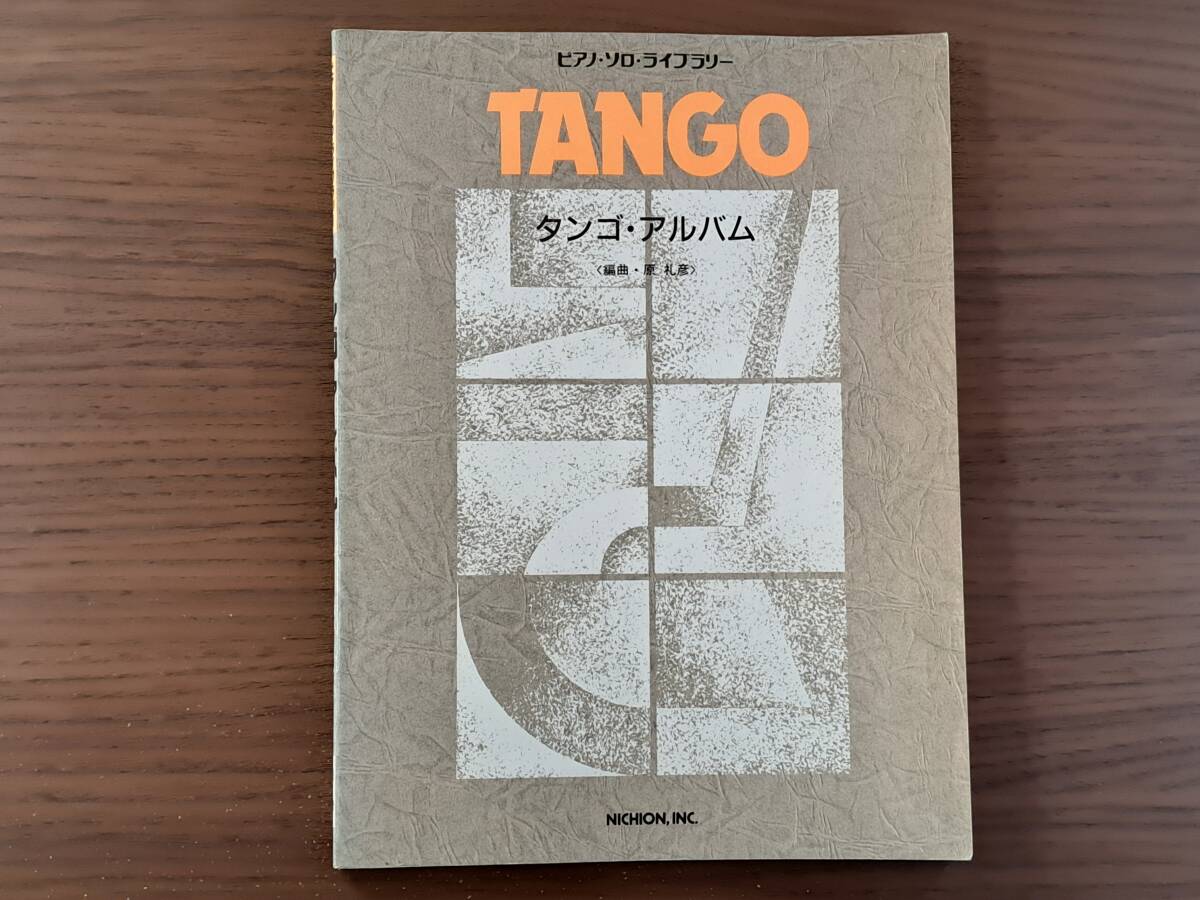 ピアノ・ソロ・ライブラリー
TANGO
タンゴ・アルバム
〈編曲・原 礼彦〉
NICHION, INC.